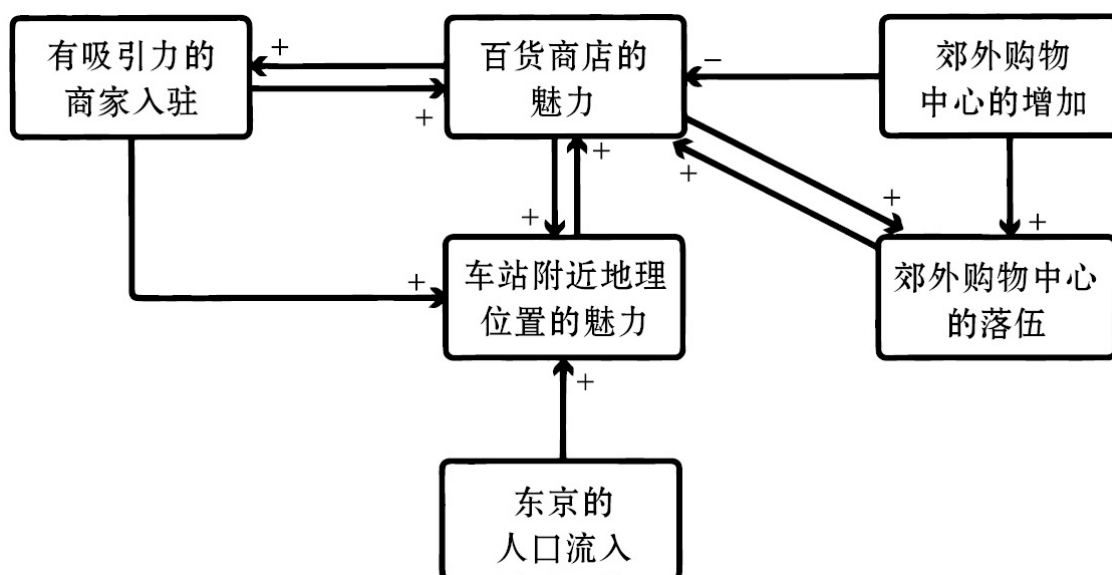 有吸引力的
商家入驻
+
+
百货商店的
魅力
−
郊外购物
中心的增加
+
+
+
+
+
+
车站附近地理
位置的魅力
郊外购物中心
的落伍
+
东京的
人口流入